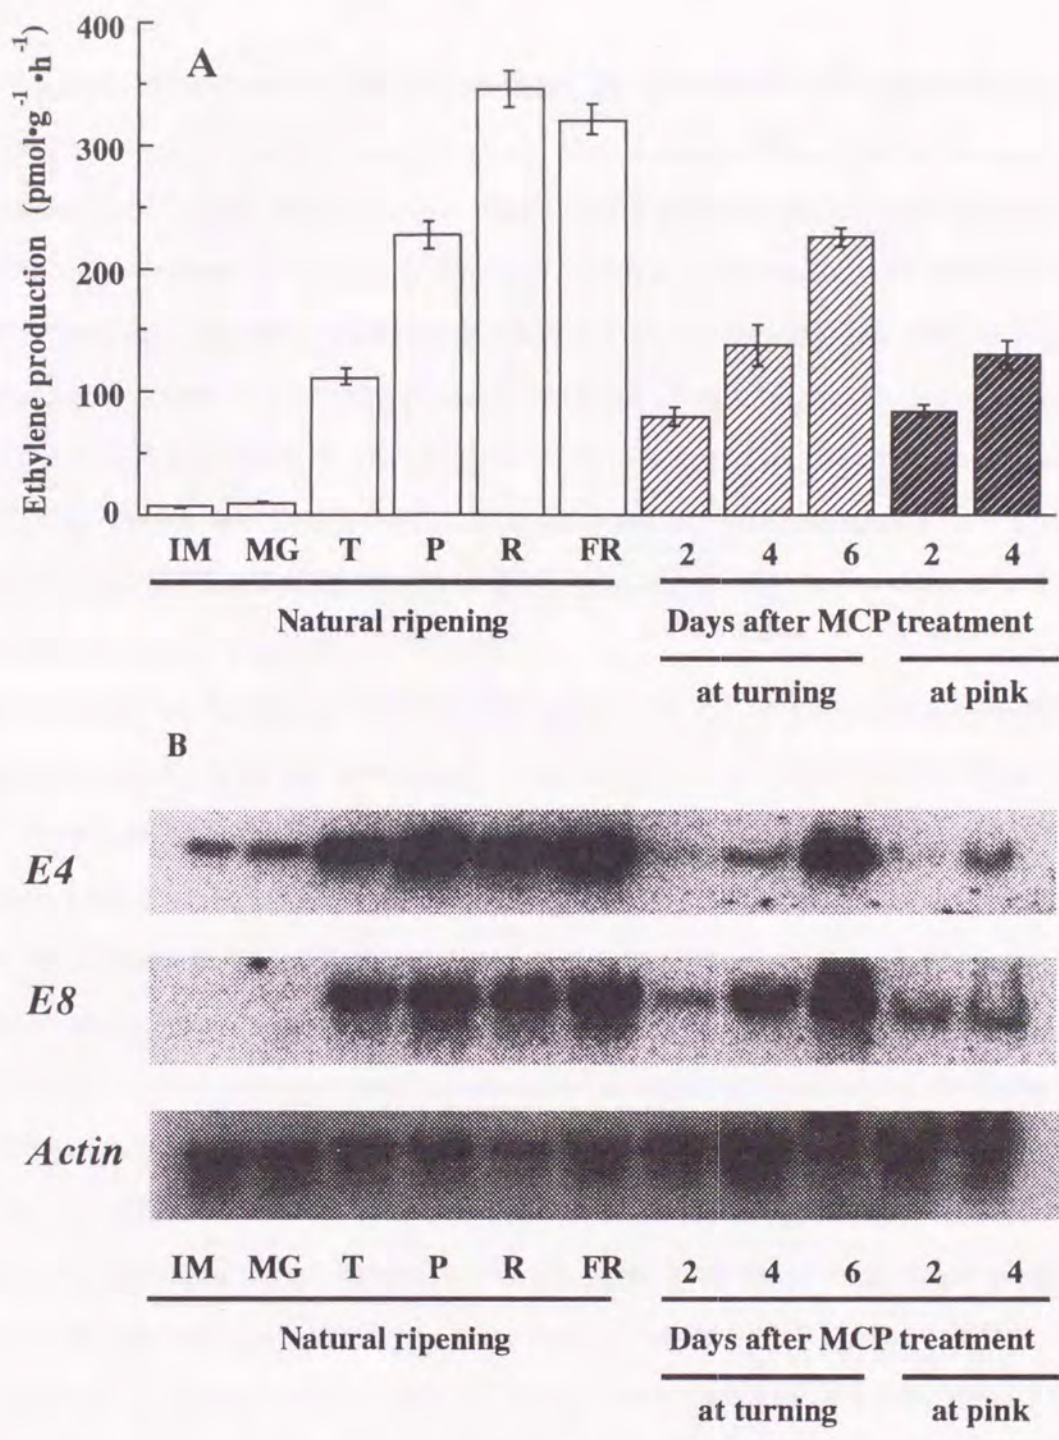 A
Ethylene production (pmol•g⁻¹•h⁻¹)
400
300
200
100
0
IM MG T P R FR 2 4 6 2 4
Natural ripening Days after MCP treatment
at turning at pink
B
E4
E8
Actin
IM MG T P R FR 2 4 6 2 4
Natural ripening Days after MCP treatment
at turning at pink